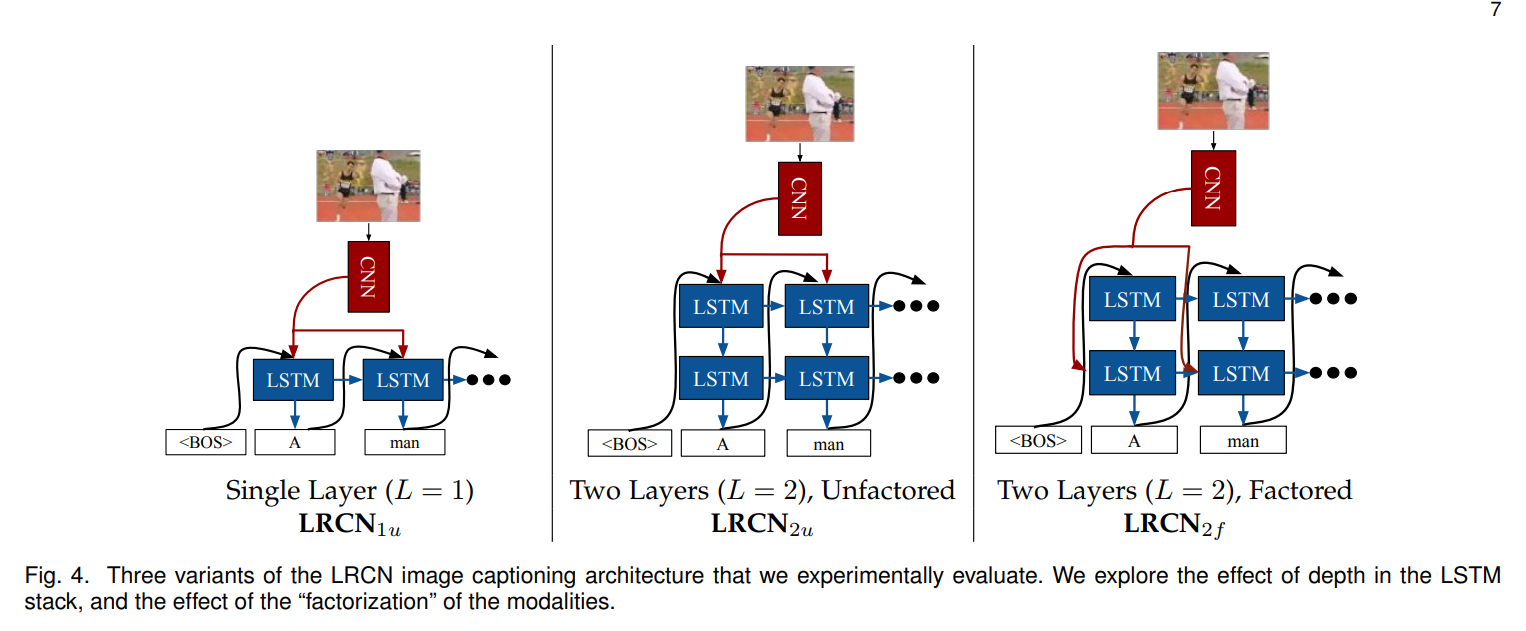 7
CNN
LSTM
LSTM
<BOS>
A
man
Single Layer (L = 1)
LRCN1u
CNN
LSTM
LSTM
LSTM
LSTM
<BOS>
A
man
Two Layers (L = 2), Unfactored
LRCN2u
CNN
LSTM
LSTM
LSTM
LSTM
<BOS>
A
man
Two Layers (L = 2), Factored
LRCN2f
Fig. 4. Three variants of the LRCN image captioning architecture that we experimentally evaluate. We explore the effect of depth in the LSTM
stack, and the effect of the “factorization” of the modalities.